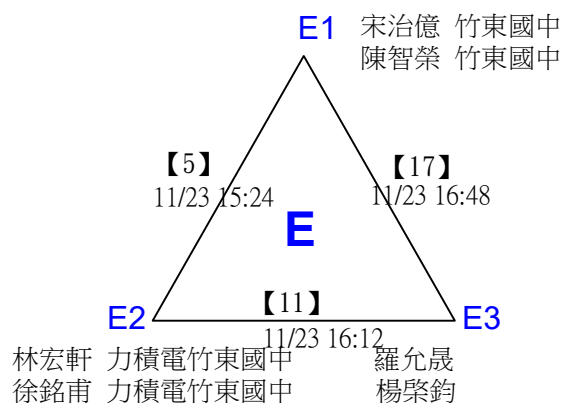 E1
宋治億 竹東國中
陳智榮 竹東國中
【5】
11/23 15:24
【17】
11/23 16:48
E
【11】
11/23 16:12
E2
E3
林宏軒 力積電竹東國中
徐銘甫 力積電竹東國中
羅允晟
楊棨鈞